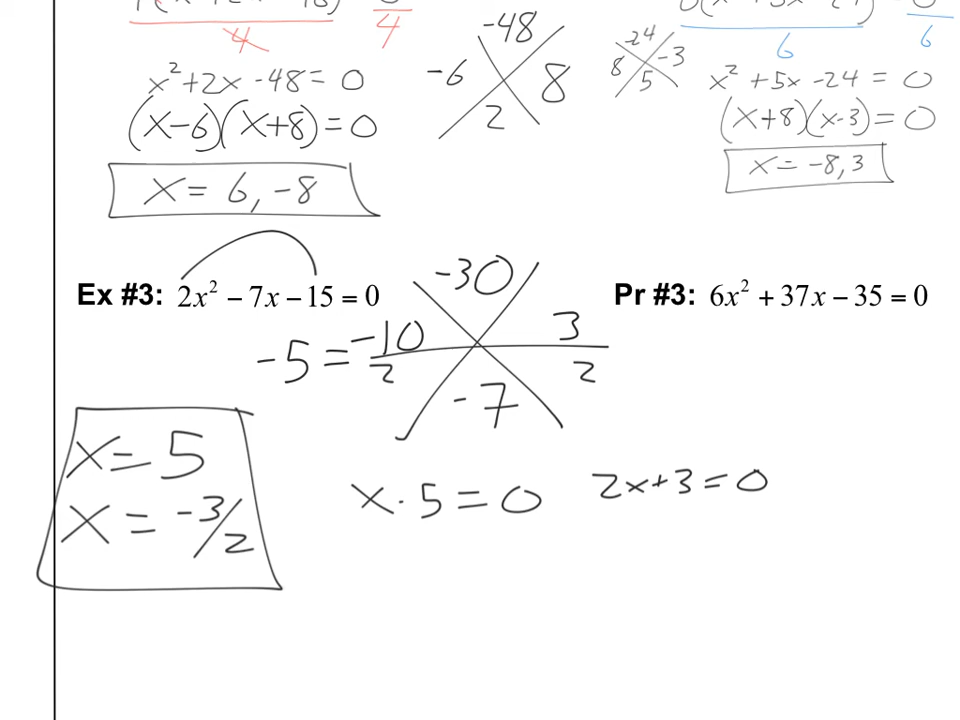 4
4
x² + 2x - 48 = 0
(x - 6)(x + 8) = 0
x = 6, -8
-48
-6
8
2
-24
8
-3
5
6
6
x² + 5x - 24 = 0
(x + 8)(x - 3) = 0
x = -8, 3
Ex #3: 2x² − 7x − 15 = 0
-30
-5 = -10/2
3/2
-7
x = 5
x = -3/2
x · 5 = 0
2x + 3 = 0
Pr #3: 6x² + 37x − 35 = 0